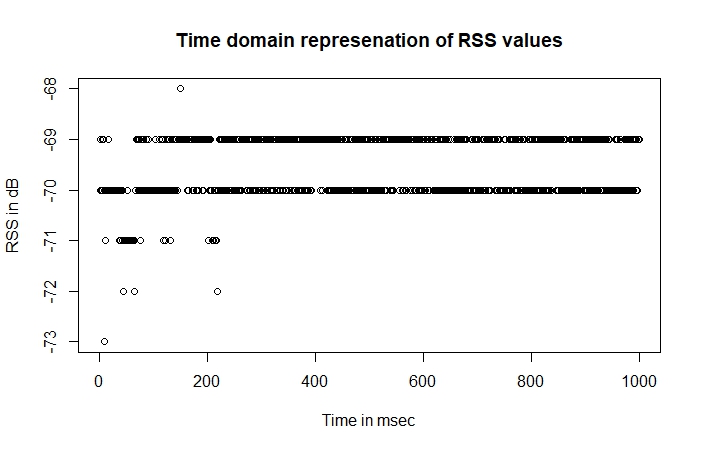 Time domain represenation of RSS values
RSS in dB
-68
-69
-70
-71
-72
-73
0 200 400 600 800 1000
Time in msec